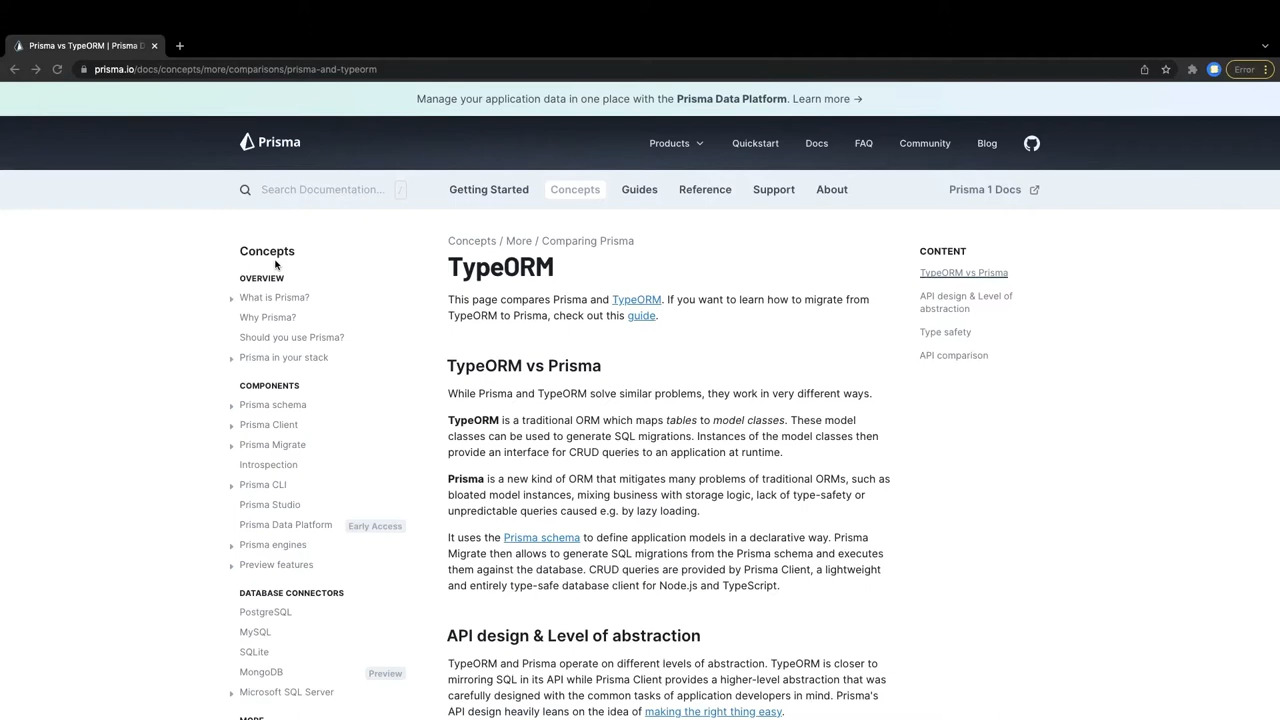 Prisma vs TypeORM | Prisma D
prisma.io/docs/concepts/more/comparisons/prisma-and-typeorm
Error
Manage your application data in one place with the Prisma Data Platform. Learn more →
Prisma
Products
Quickstart
Docs
FAQ
Community
Blog
Search Documentation... /
Getting Started
Concepts
Guides
Reference
Support
About
Prisma 1 Docs
Concepts
OVERVIEW
What is Prisma?
Why Prisma?
Should you use Prisma?
Prisma in your stack
COMPONENTS
Prisma schema
Prisma Client
Prisma Migrate
Introspection
Prisma CLI
Prisma Studio
Prisma Data Platform Early Access
Prisma engines
Preview features
DATABASE CONNECTORS
PostgreSQL
MySQL
SQLite
MongoDB Preview
Microsoft SQL Server
MORE
Concepts / More / Comparing Prisma
TypeORM
This page compares Prisma and TypeORM. If you want to learn how to migrate from
TypeORM to Prisma, check out this guide.
TypeORM vs Prisma
While Prisma and TypeORM solve similar problems, they work in very different ways.
TypeORM is a traditional ORM which maps tables to model classes. These model
classes can be used to generate SQL migrations. Instances of the model classes then
provide an interface for CRUD queries to an application at runtime.
Prisma is a new kind of ORM that mitigates many problems of traditional ORMs, such as
bloated model instances, mixing business with storage logic, lack of type-safety or
unpredictable queries caused e.g. by lazy loading.
It uses the Prisma schema to define application models in a declarative way. Prisma
Migrate then allows to generate SQL migrations from the Prisma schema and executes
them against the database. CRUD queries are provided by Prisma Client, a lightweight
and entirely type-safe database client for Node.js and TypeScript.
API design & Level of abstraction
TypeORM and Prisma operate on different levels of abstraction. TypeORM is closer to
mirroring SQL in its API while Prisma Client provides a higher-level abstraction that was
carefully designed with the common tasks of application developers in mind. Prisma's
API design heavily leans on the idea of making the right thing easy.
CONTENT
TypeORM vs Prisma
API design & Level of
abstraction
Type safety
API comparison